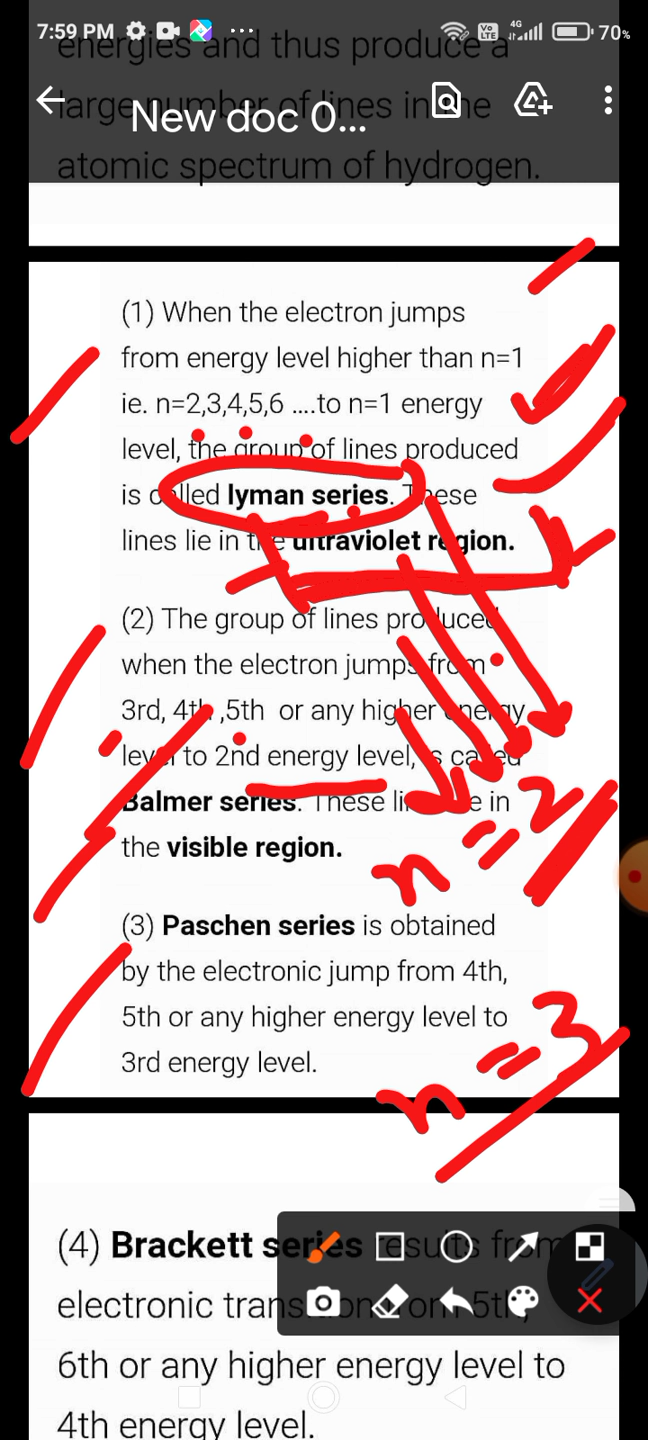 7:59 PM
4G
Vo
LTE
70%
energies and thus produce a
large number of lines in the
New doc 0...
atomic spectrum of hydrogen.
(1) When the electron jumps
from energy level higher than n=1
ie. n=2,3,4,5,6 ....to n=1 energy
level, the group of lines produced
is called lyman series. These
lines lie in the ultraviolet region.
(2) The group of lines produced
when the electron jumps from
3rd, 4th ,5th or any higher energy
level to 2nd energy level, is called
Balmer series. These lines lie in
n=2
the visible region.
(3) Paschen series is obtained
by the electronic jump from 4th,
5th or any higher energy level to
3rd energy level.
n=3
(4) Brackett series results from
electronic transition from 5th,
6th or any higher energy level to
4th energy level.